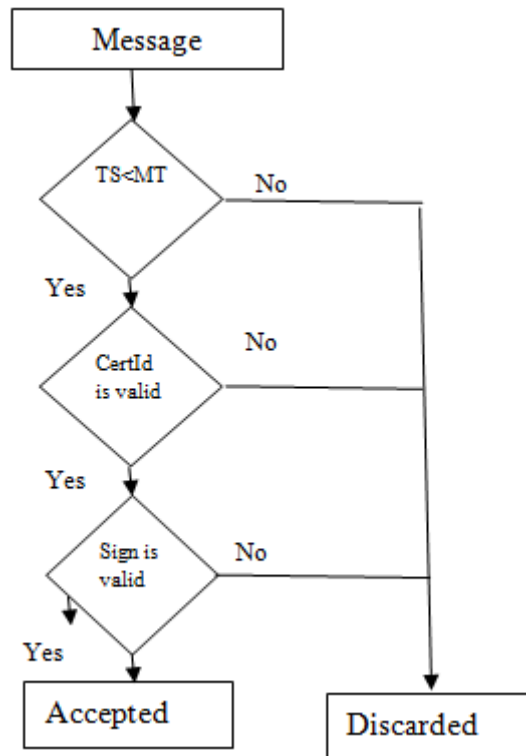 Message
TS<MT
No
Yes
CertId
is valid
No
Yes
Sign is
valid
No
Yes
Accepted
Discarded